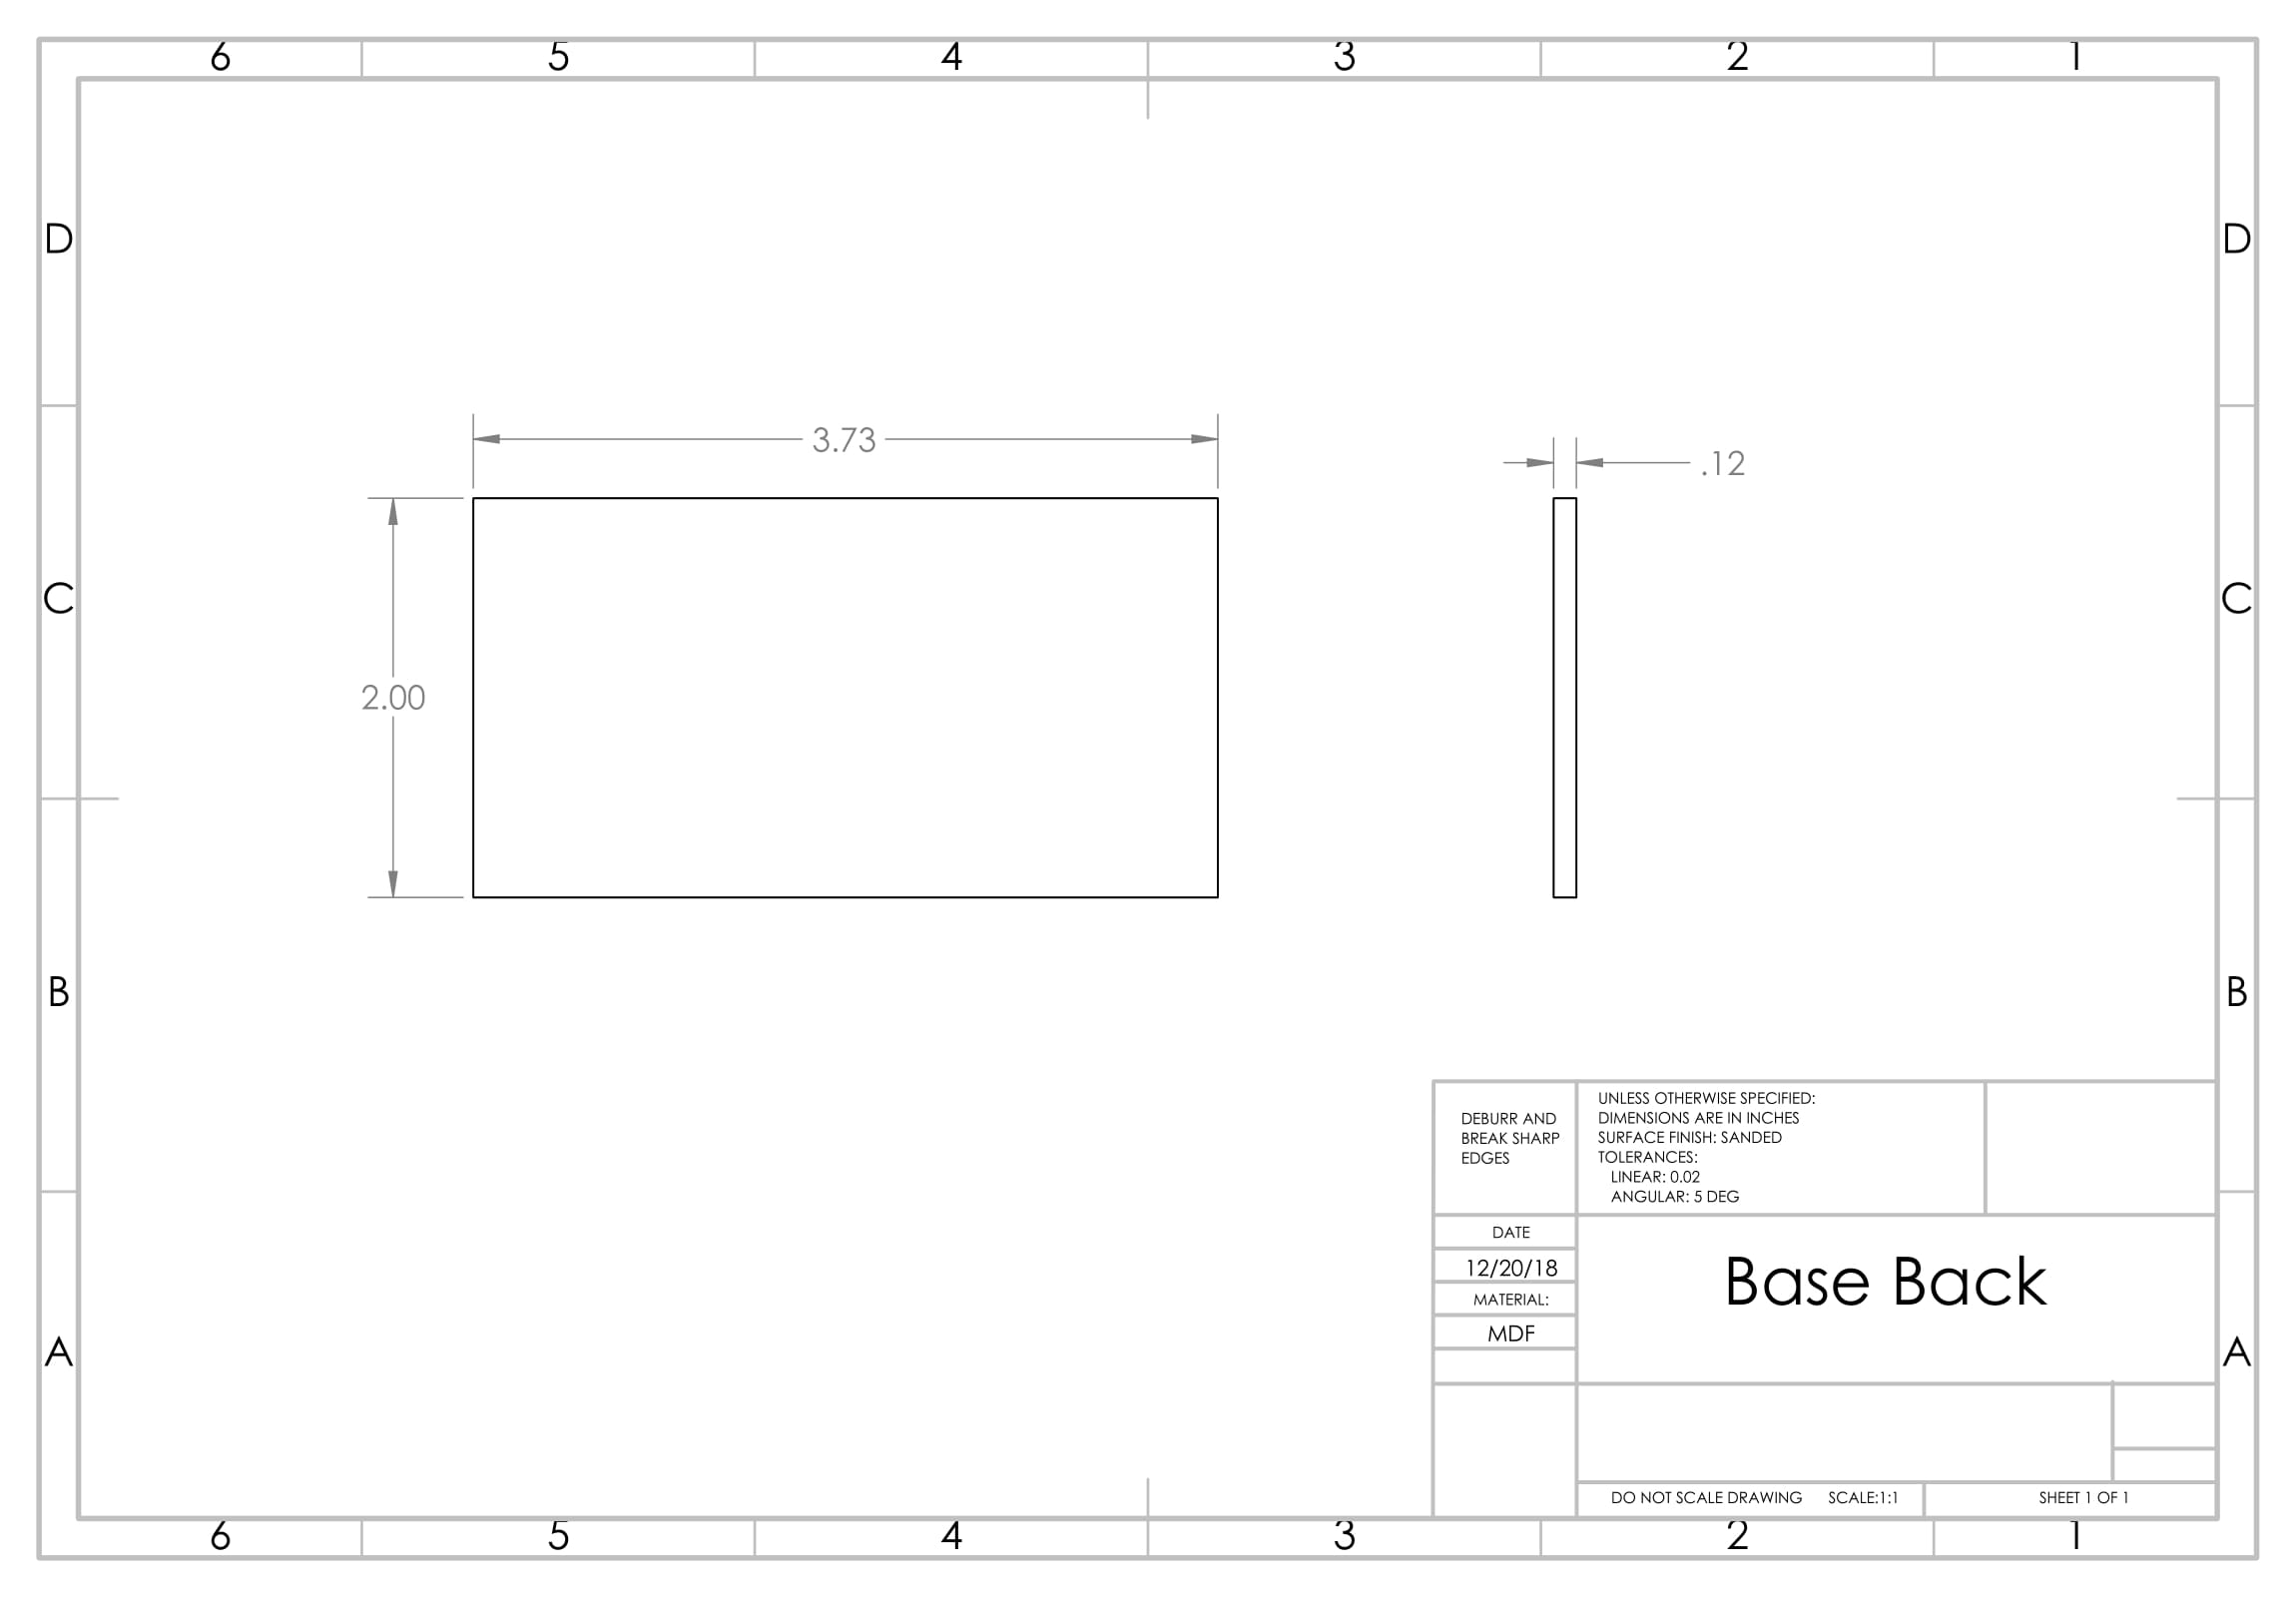 6 5 4 3 2 1
D D
3.73
.12
C C
2.00
B B
DEBURR AND
BREAK SHARP
EDGES
UNLESS OTHERWISE SPECIFIED:
DIMENSIONS ARE IN INCHES
SURFACE FINISH: SANDED
TOLERANCES:
LINEAR: 0.02
ANGULAR: 5 DEG
DATE
12/20/18
MATERIAL:
MDF
Base Back
A A
DO NOT SCALE DRAWING SCALE:1:1 SHEET 1 OF 1
6 5 4 3 2 1